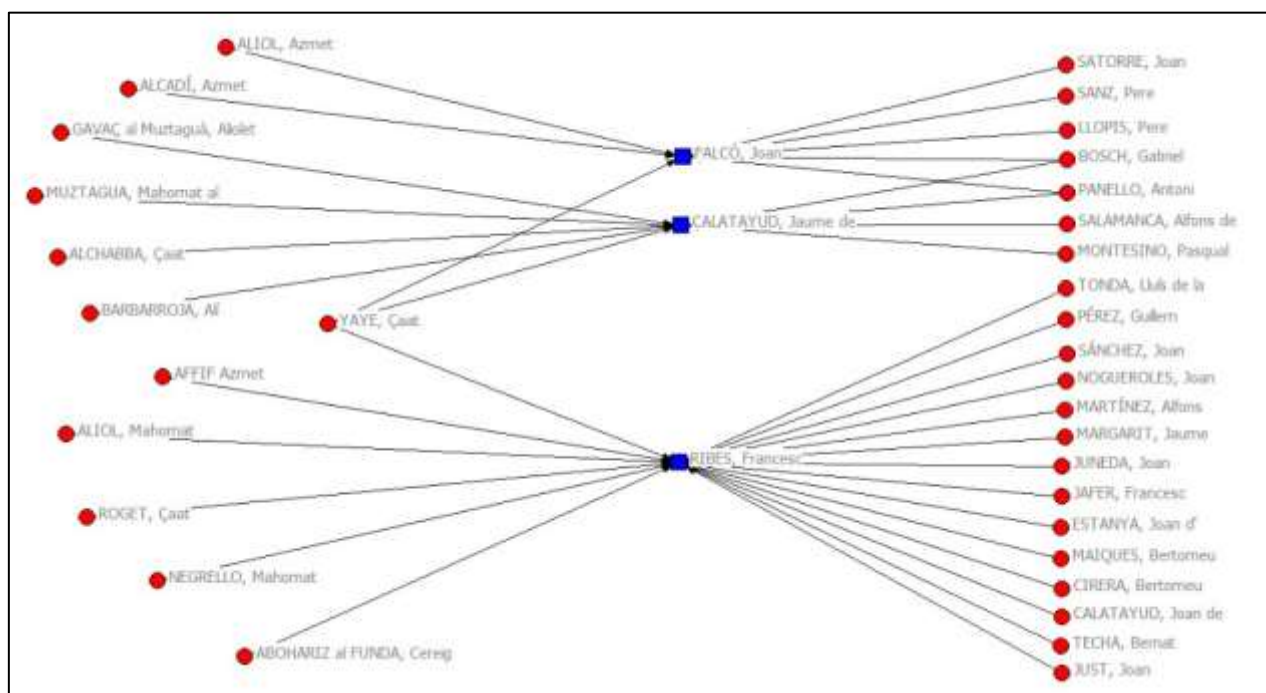 ALIOL, Azmet
ALCADÍ, Azmet
GAVAÇ al Muztaguà, Alolet
MUZTAGUA, Mahomat al
ALCHABBA, Çaat
BARBARROJA, Alí
YAYE, Çaat
AFFIF Azmet
ALIOL, Mahomat
ROGET, Çaat
NEGRELLO, Mahomat
ABOHARIZ al FUNDA, Cereig
FALCÓ, Joan
CALATAYUD, Jaume de
RIBES, Francesc
SATORRE, Joan
SANZ, Pere
LLOPIS, Pere
BOSCH, Gabriel
PANELLO, Antoni
SALAMANCA, Alfons de
MONTESINO, Pasqual
TONDA, Lluís de la
PÉREZ, Guillem
SÁNCHEZ, Joan
NOGUEROLES, Joan
MARTÍNEZ, Alfons
MARGARIT, Jaume
JUNEDA, Joan
JAFER, Francesc
ESTANYA, Joan d'
MAIQUES, Bertomeu
CIRERA, Bertomeu
CALATAYUD, Joan de
TECHA, Bernat
JUST, Joan